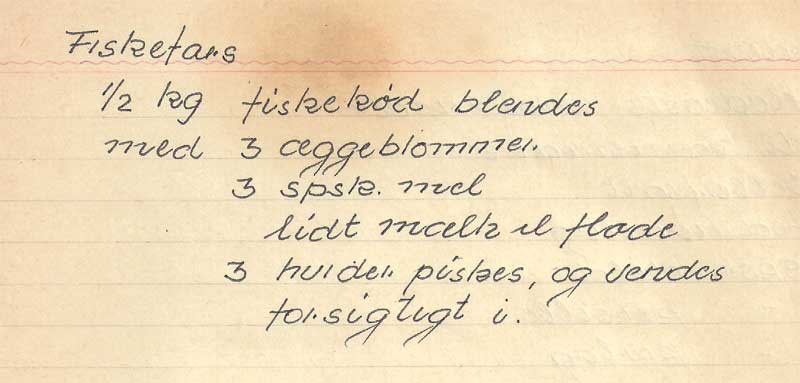 Fiskefars
1/2 kg fiskekød blendes
med 3 æggeblommer.
3 spsk. mel
lidt mælk el fløde
3 hvider piskes, og vendes
forsigtigt i.